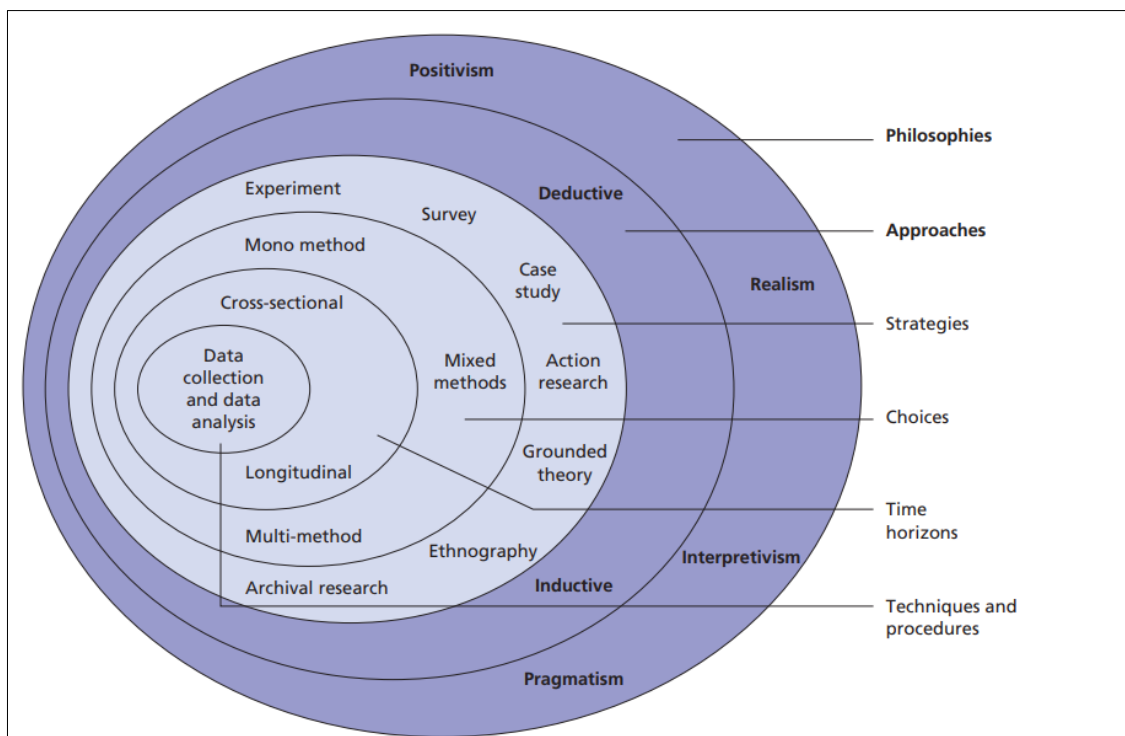 Positivism
Philosophies
Deductive
Experiment
Survey
Approaches
Mono method
Case
study
Realism
Cross-sectional
Strategies
Data
collection
and data
analysis
Mixed
methods
Action
research
Choices
Grounded
theory
Longitudinal
Time
horizons
Multi-method
Ethnography
Interpretivism
Archival research
Inductive
Techniques and
procedures
Pragmatism